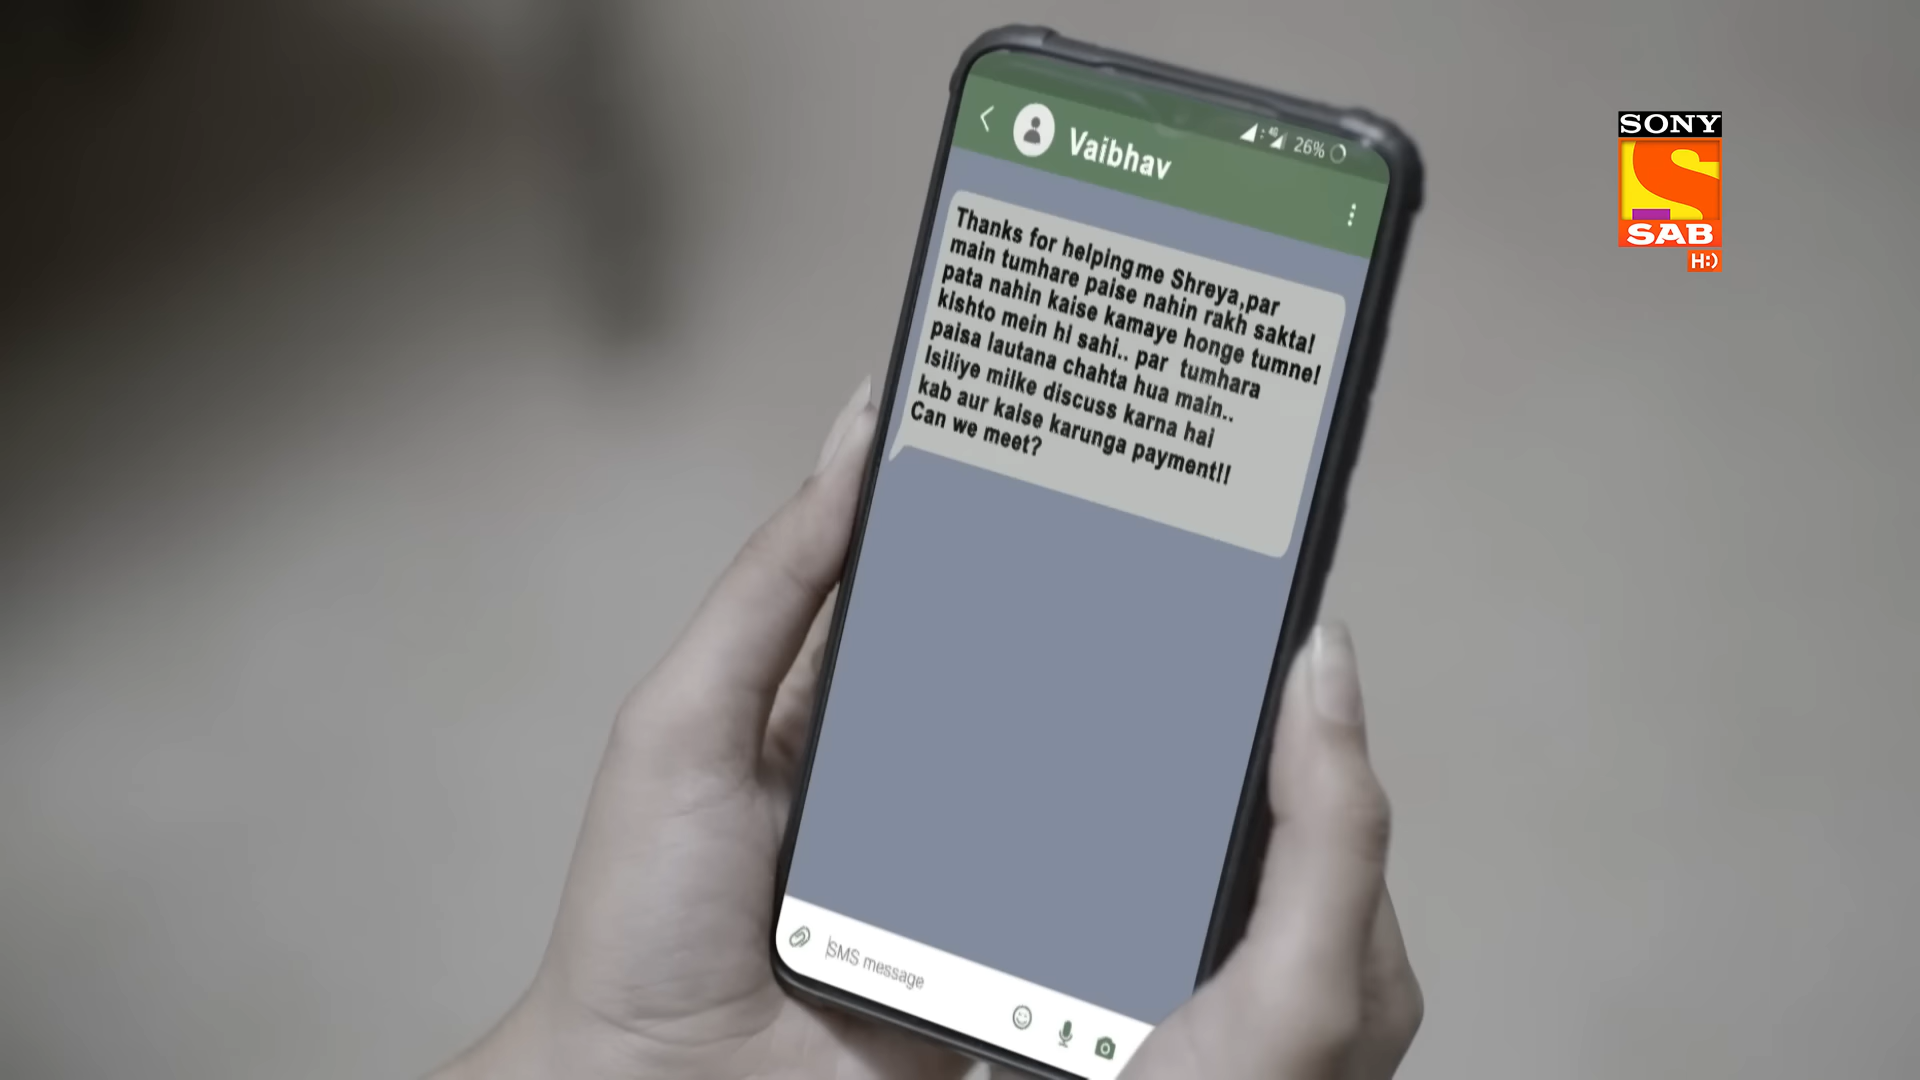 SONY
SAB
H:)
26%
Vaibhav
Thanks for helping me Shreya,par
main tumhare paise nahin rakh sakta!
pata nahin kaise kamaye honge tumne!
kishto mein hi sahi.. par tumhara
paisa lautana chahta hua main..
Isiliye milke discuss karna hai
kab aur kaise karunga payment!!
Can we meet?
SMS message